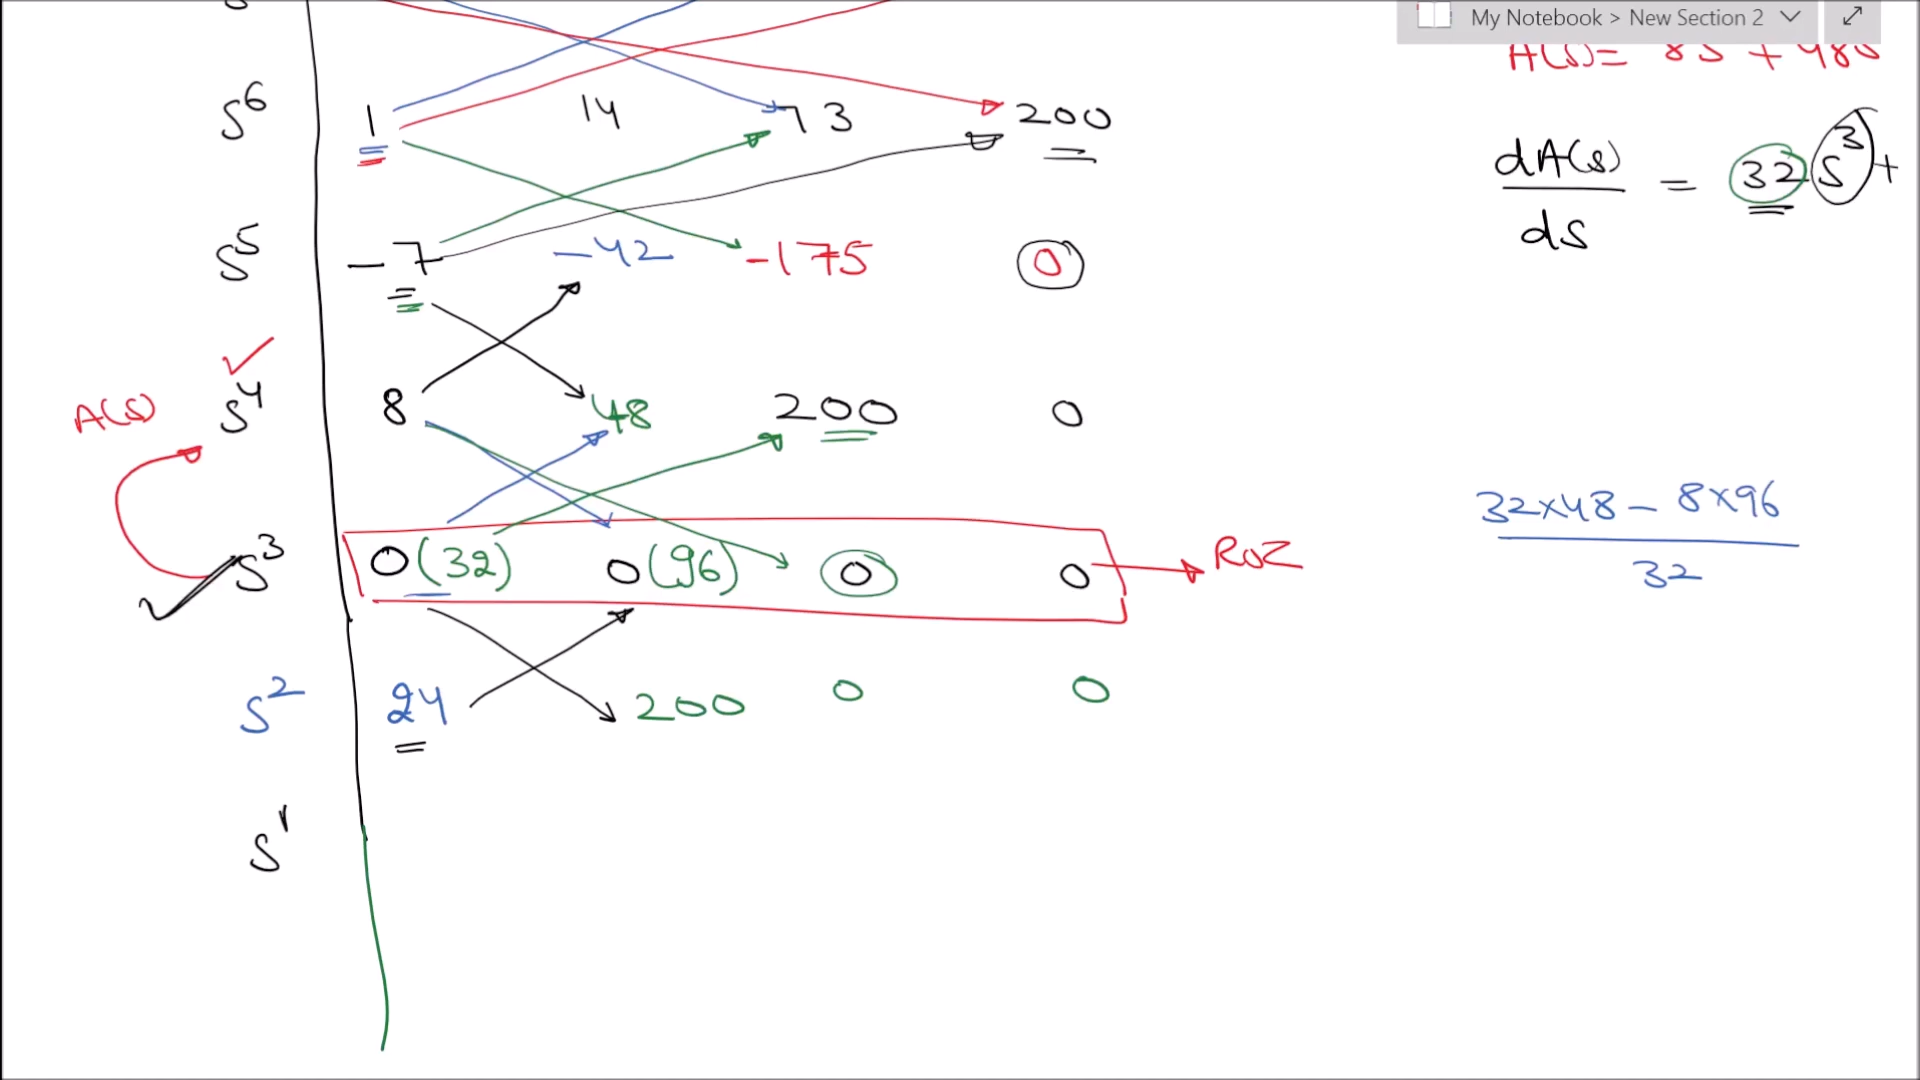 My Notebook > New Section 2
dA(s)/ds = 32 s³ +
s⁶ 1 14 73 200
s⁵ -7 -42 -175 0
A(s) s⁴ 8 48 200 0
s³ 0(32) 0(96) 0 0 ROZ
32×48 - 8×96
32
s² 24 200 0 0
s¹